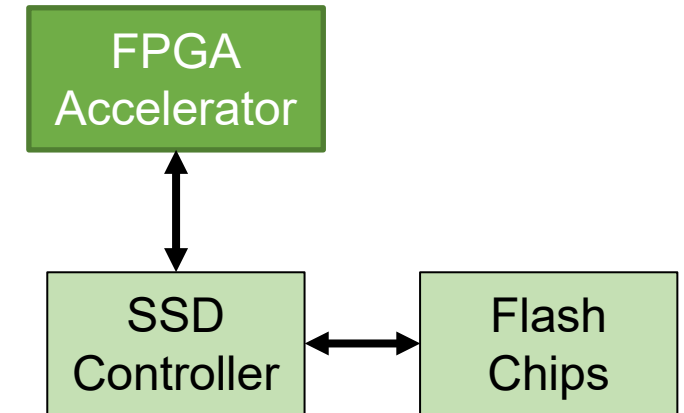 FPGA
Accelerator
SSD
Controller
Flash
Chips